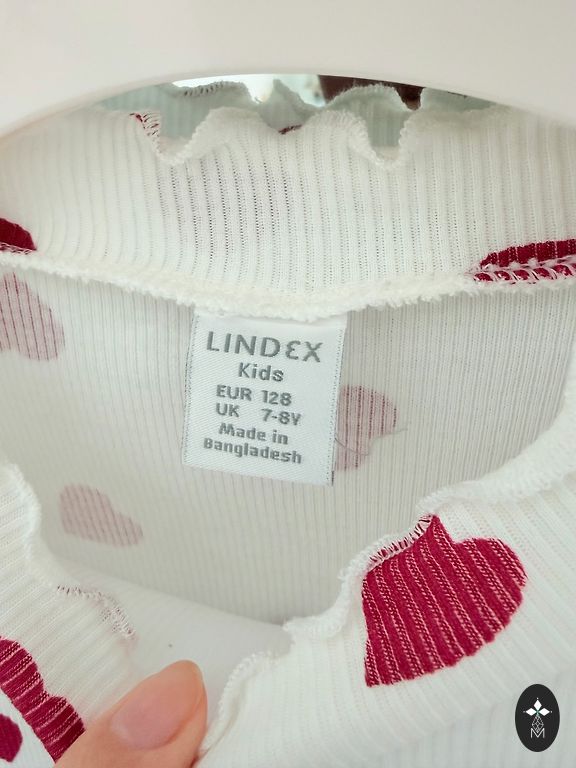 LINDEX
Kids
EUR 128
UK 7-8Y
Made in
Bangladesh
M